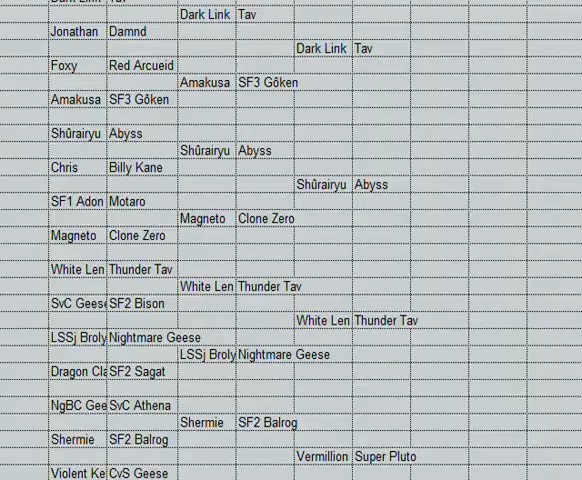 Dark Link Tav
Dark Link Tav
Jonathan Damnd
Dark Link Tav
Foxy Red Arcueid
Amakusa SF3 Gôken
Amakusa SF3 Gôken
Shûrairyu Abyss
Shûrairyu Abyss
Chris Billy Kane
Shûrairyu Abyss
SF1 Adon Motaro
Magneto Clone Zero
Magneto Clone Zero
White Len Thunder Tav
White Len Thunder Tav
SvC Geese SF2 Bison
White Len Thunder Tav
LSSj Broly Nightmare Geese
LSSj Broly Nightmare Geese
Dragon Cla SF2 Sagat
NgBC Gee SvC Athena
Shermie SF2 Balrog
Shermie SF2 Balrog
Vermillion Super Pluto
Violent Ke CvS Geese